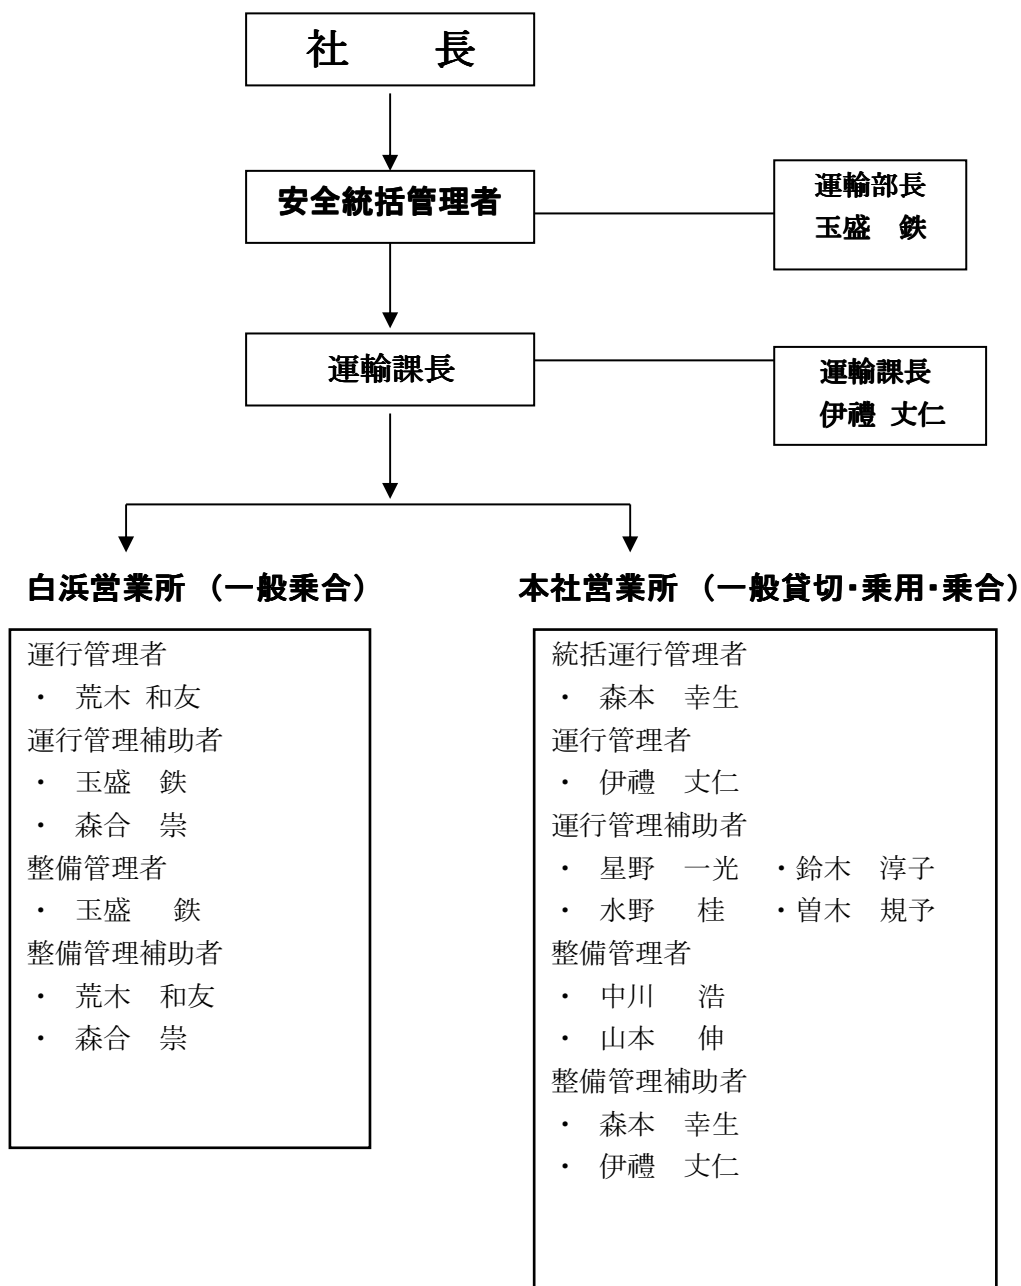 社　　長
安全統括管理者
運輸部長
玉盛　鉄
運輸課長
運輸課長
伊禮 丈仁
白浜営業所 （一般乗合）
運行管理者
・ 荒木 和友
運行管理補助者
・ 玉盛　鉄
・ 森合　崇
整備管理者
・ 玉盛　 鉄
整備管理補助者
・ 荒木　和友
・ 森合　崇
本社営業所 （一般貸切・乗用・乗合）
統括運行管理者
・ 森本　幸生
運行管理者
・ 伊禮　丈仁
運行管理補助者
・ 星野　一光　・鈴木　淳子
・ 水野　 桂　・曽木　規予
整備管理者
・ 中川　 浩
・ 山本　 伸
整備管理補助者
・ 森本　幸生
・ 伊禮　丈仁